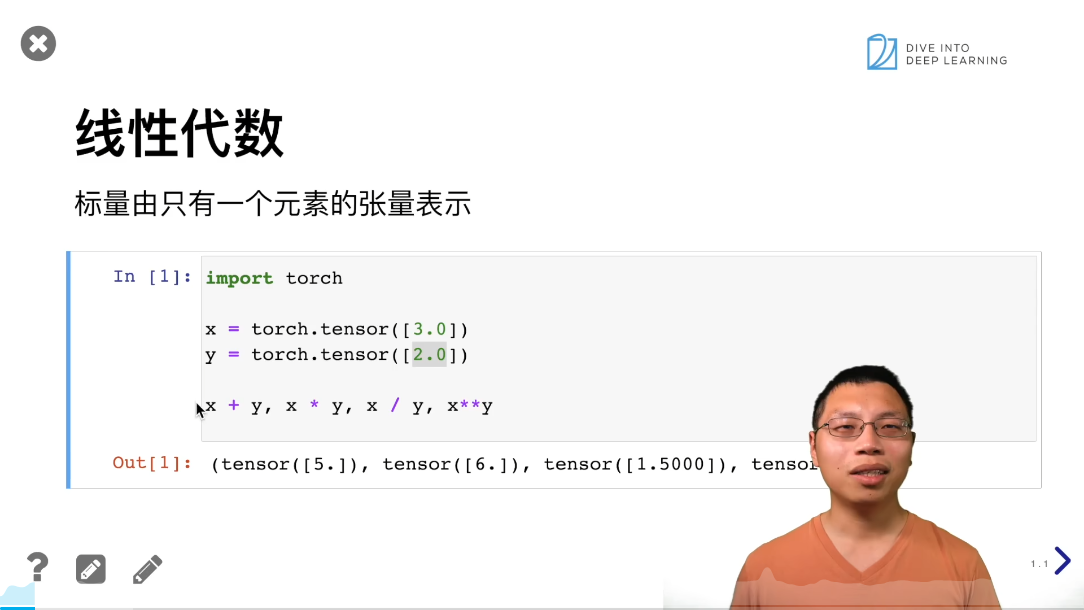 DIVE INTO
DEEP LEARNING
线性代数
标量由只有一个元素的张量表示
In [1]: import torch
x = torch.tensor([3.0])
y = torch.tensor([2.0])
x + y, x * y, x / y, x**y
Out[1]: (tensor([5.]), tensor([6.]), tensor([1.5000]), tensor
1.1